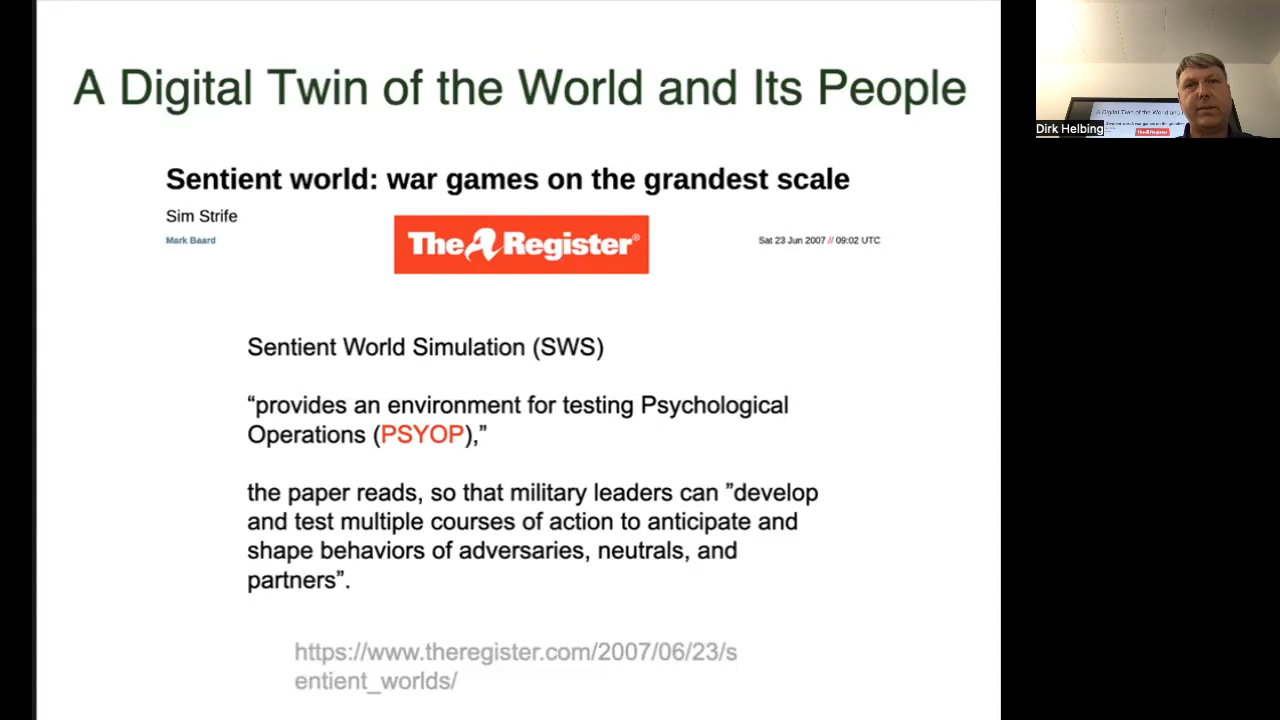 A Digital Twin of the World and Its People
Sentient world: war games on the grandest scale
Sim Strife
Mark Baard
The Register®
Sat 23 Jun 2007 // 09:02 UTC
Sentient World Simulation (SWS)
“provides an environment for testing Psychological
Operations (PSYOP),”
the paper reads, so that military leaders can ”develop
and test multiple courses of action to anticipate and
shape behaviors of adversaries, neutrals, and
partners”.
https://www.theregister.com/2007/06/23/s
entient_worlds/
Dirk Helbing